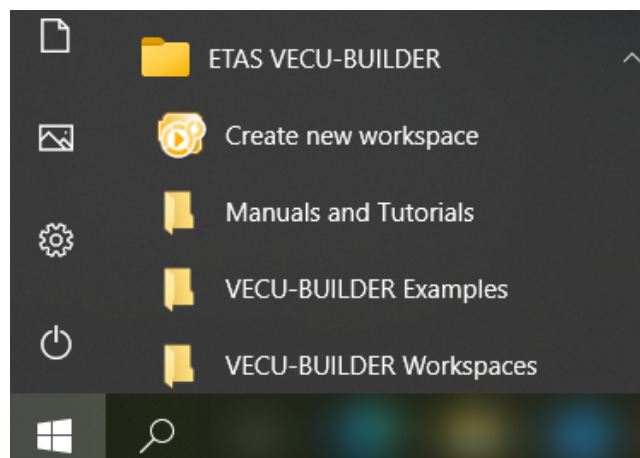 ETAS VECU-BUILDER
Create new workspace
Manuals and Tutorials
VECU-BUILDER Examples
VECU-BUILDER Workspaces